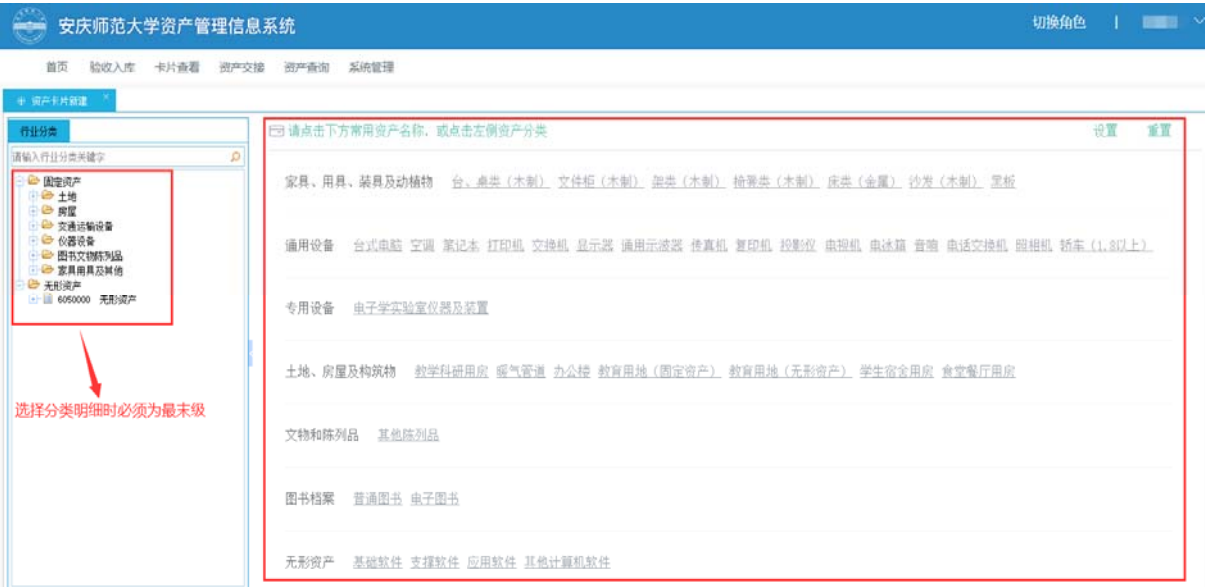 安庆师范大学资产管理信息系统
切换角色 |
首页 验收入库 卡片查看 资产交接 资产查询 系统管理
资产卡片新建 ×
行业分类
请输入行业分类关键字
固定资产
土地
房屋
交通运输设备
仪器设备
图书文物陈列品
家具用具及其他
无形资产
6050000 无形资产
选择分类明细时必须为最末级
请点击下方常用资产名称、或点击左侧资产分类
设置 重置
家具、用具、装具及动植物 台、桌类（木制） 文件柜（木制） 架类（木制） 椅凳类（木制） 床类（金属） 沙发（木制） 黑板
通用设备 台式电脑 空调 笔记本 打印机 交换机 显示器 通用示波器 传真机 复印机 投影仪 电视机 电冰箱 音响 电话交换机 照相机 轿车（1.8以上）
专用设备 电子学实验室仪器及装置
土地、房屋及构筑物 教学科研用房 暖气管道 办公楼 教育用地（固定资产） 教育用地（无形资产） 学生宿舍用房 食堂餐厅用房
文物和陈列品 其他陈列品
图书档案 普通图书 电子图书
无形资产 基础软件 支撑软件 应用软件 其他计算机软件